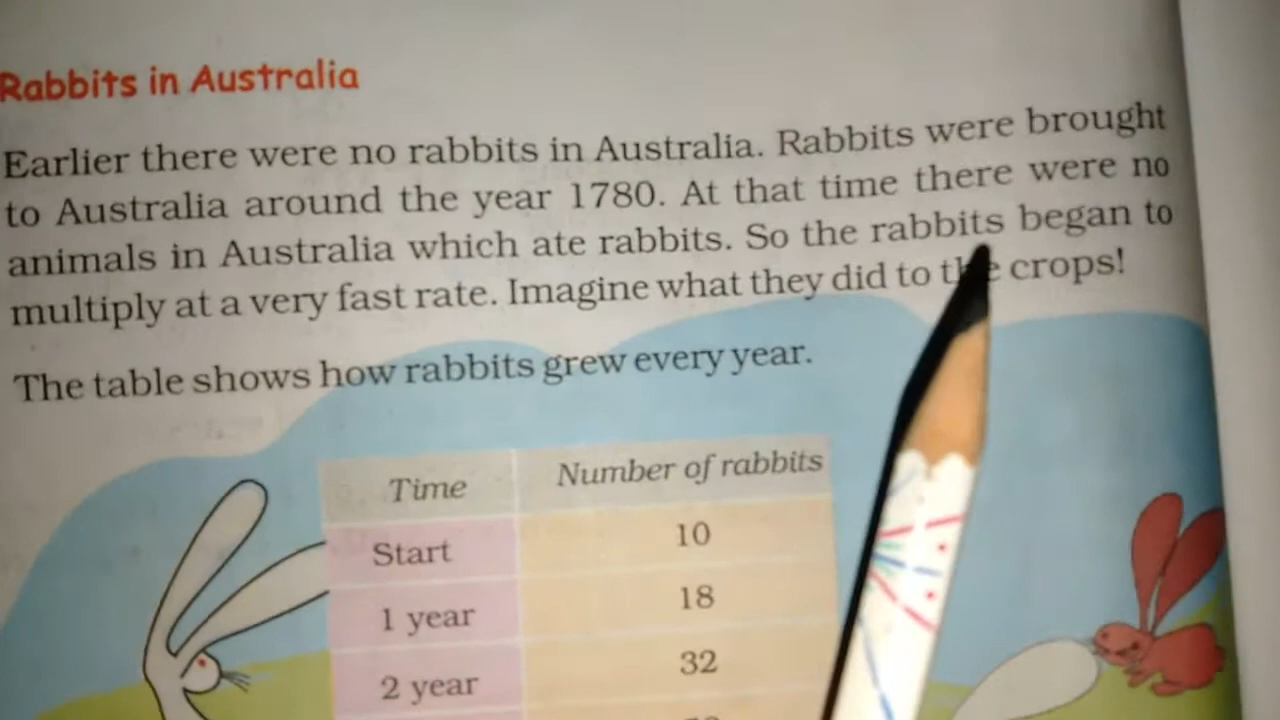 Rabbits in Australia
Earlier there were no rabbits in Australia. Rabbits were brought
to Australia around the year 1780. At that time there were no
animals in Australia which ate rabbits. So the rabbits began to
multiply at a very fast rate. Imagine what they did to the crops!
The table shows how rabbits grew every year.
Time Number of rabbits
Start 10
1 year 18
2 year 32